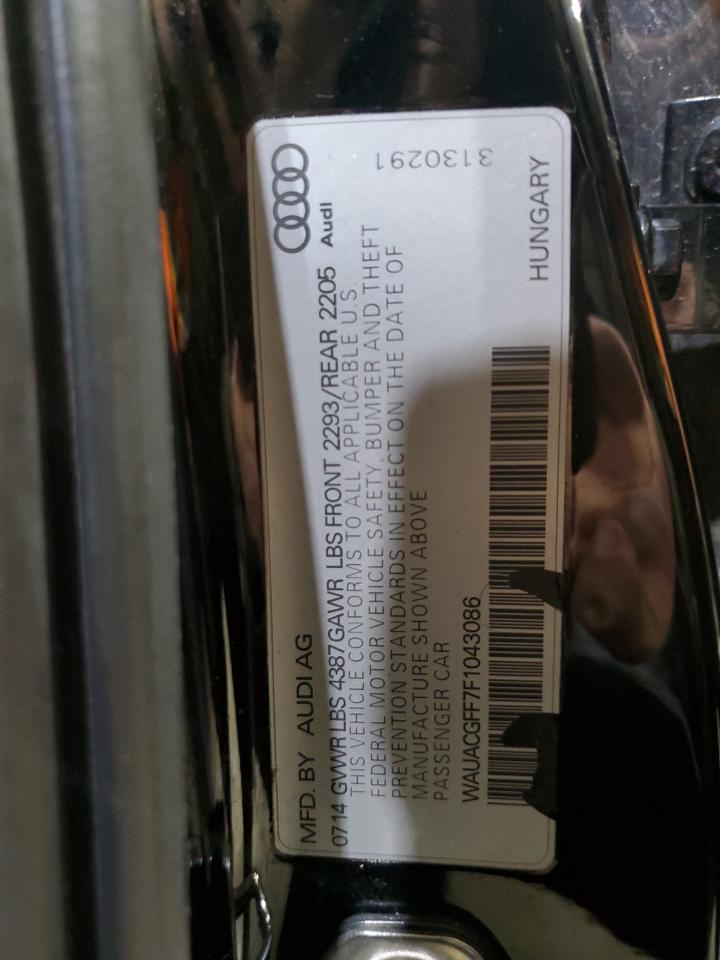 MFD. BY AUDI AG
Audi
0714 GVWR LBS 4387 GAWR LBS FRONT 2293/REAR 2205
THIS VEHICLE CONFORMS TO ALL APPLICABLE U.S.
FEDERAL MOTOR VEHICLE SAFETY, BUMPER AND THEFT
PREVENTION STANDARDS IN EFFECT ON THE DATE OF
MANUFACTURE SHOWN ABOVE
PASSENGER CAR
WAUACGFF7F1043086
HUNGARY
3130291